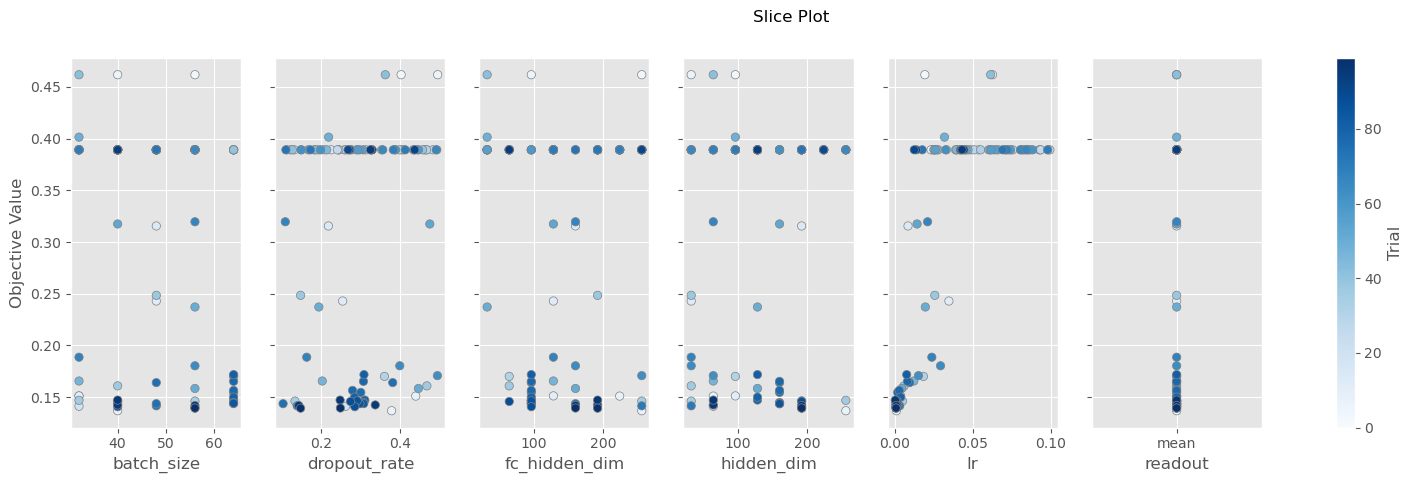 Slice Plot
Objective Value
0.45
0.40
0.35
0.30
0.25
0.20
0.15
40 50 60
batch_size
0.2 0.4
dropout_rate
100 200
fc_hidden_dim
100 200
hidden_dim
0.00 0.05 0.10
lr
mean
readout
80
60
40
20
0
Trial